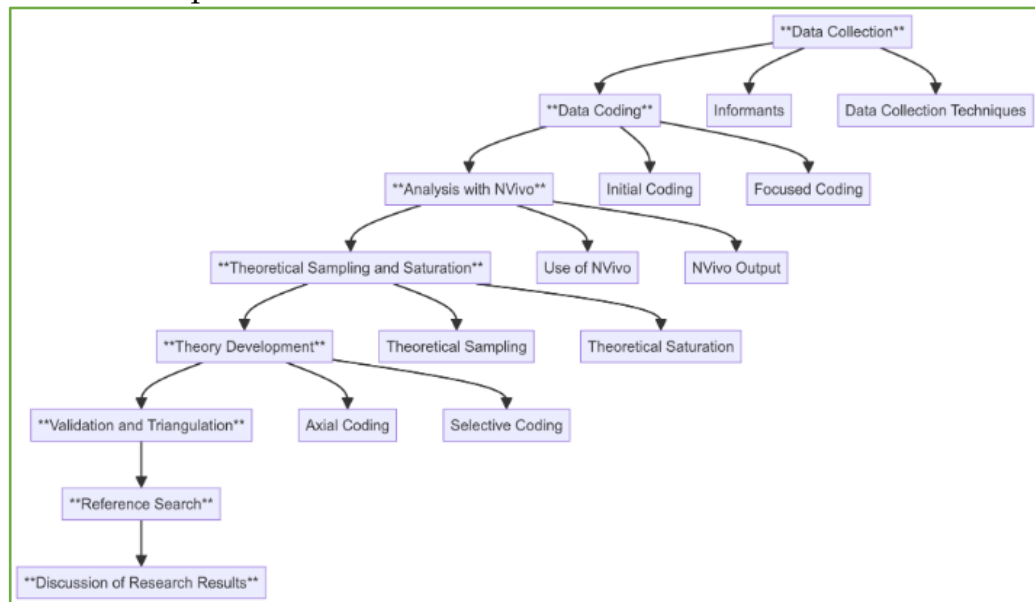 **Data Collection**
**Data Coding**
Informants
Data Collection Techniques
**Analysis with NVivo**
Initial Coding
Focused Coding
**Theoretical Sampling and Saturation**
Use of NVivo
NVivo Output
**Theory Development**
Theoretical Sampling
Theoretical Saturation
**Validation and Triangulation**
Axial Coding
Selective Coding
**Reference Search**
**Discussion of Research Results**